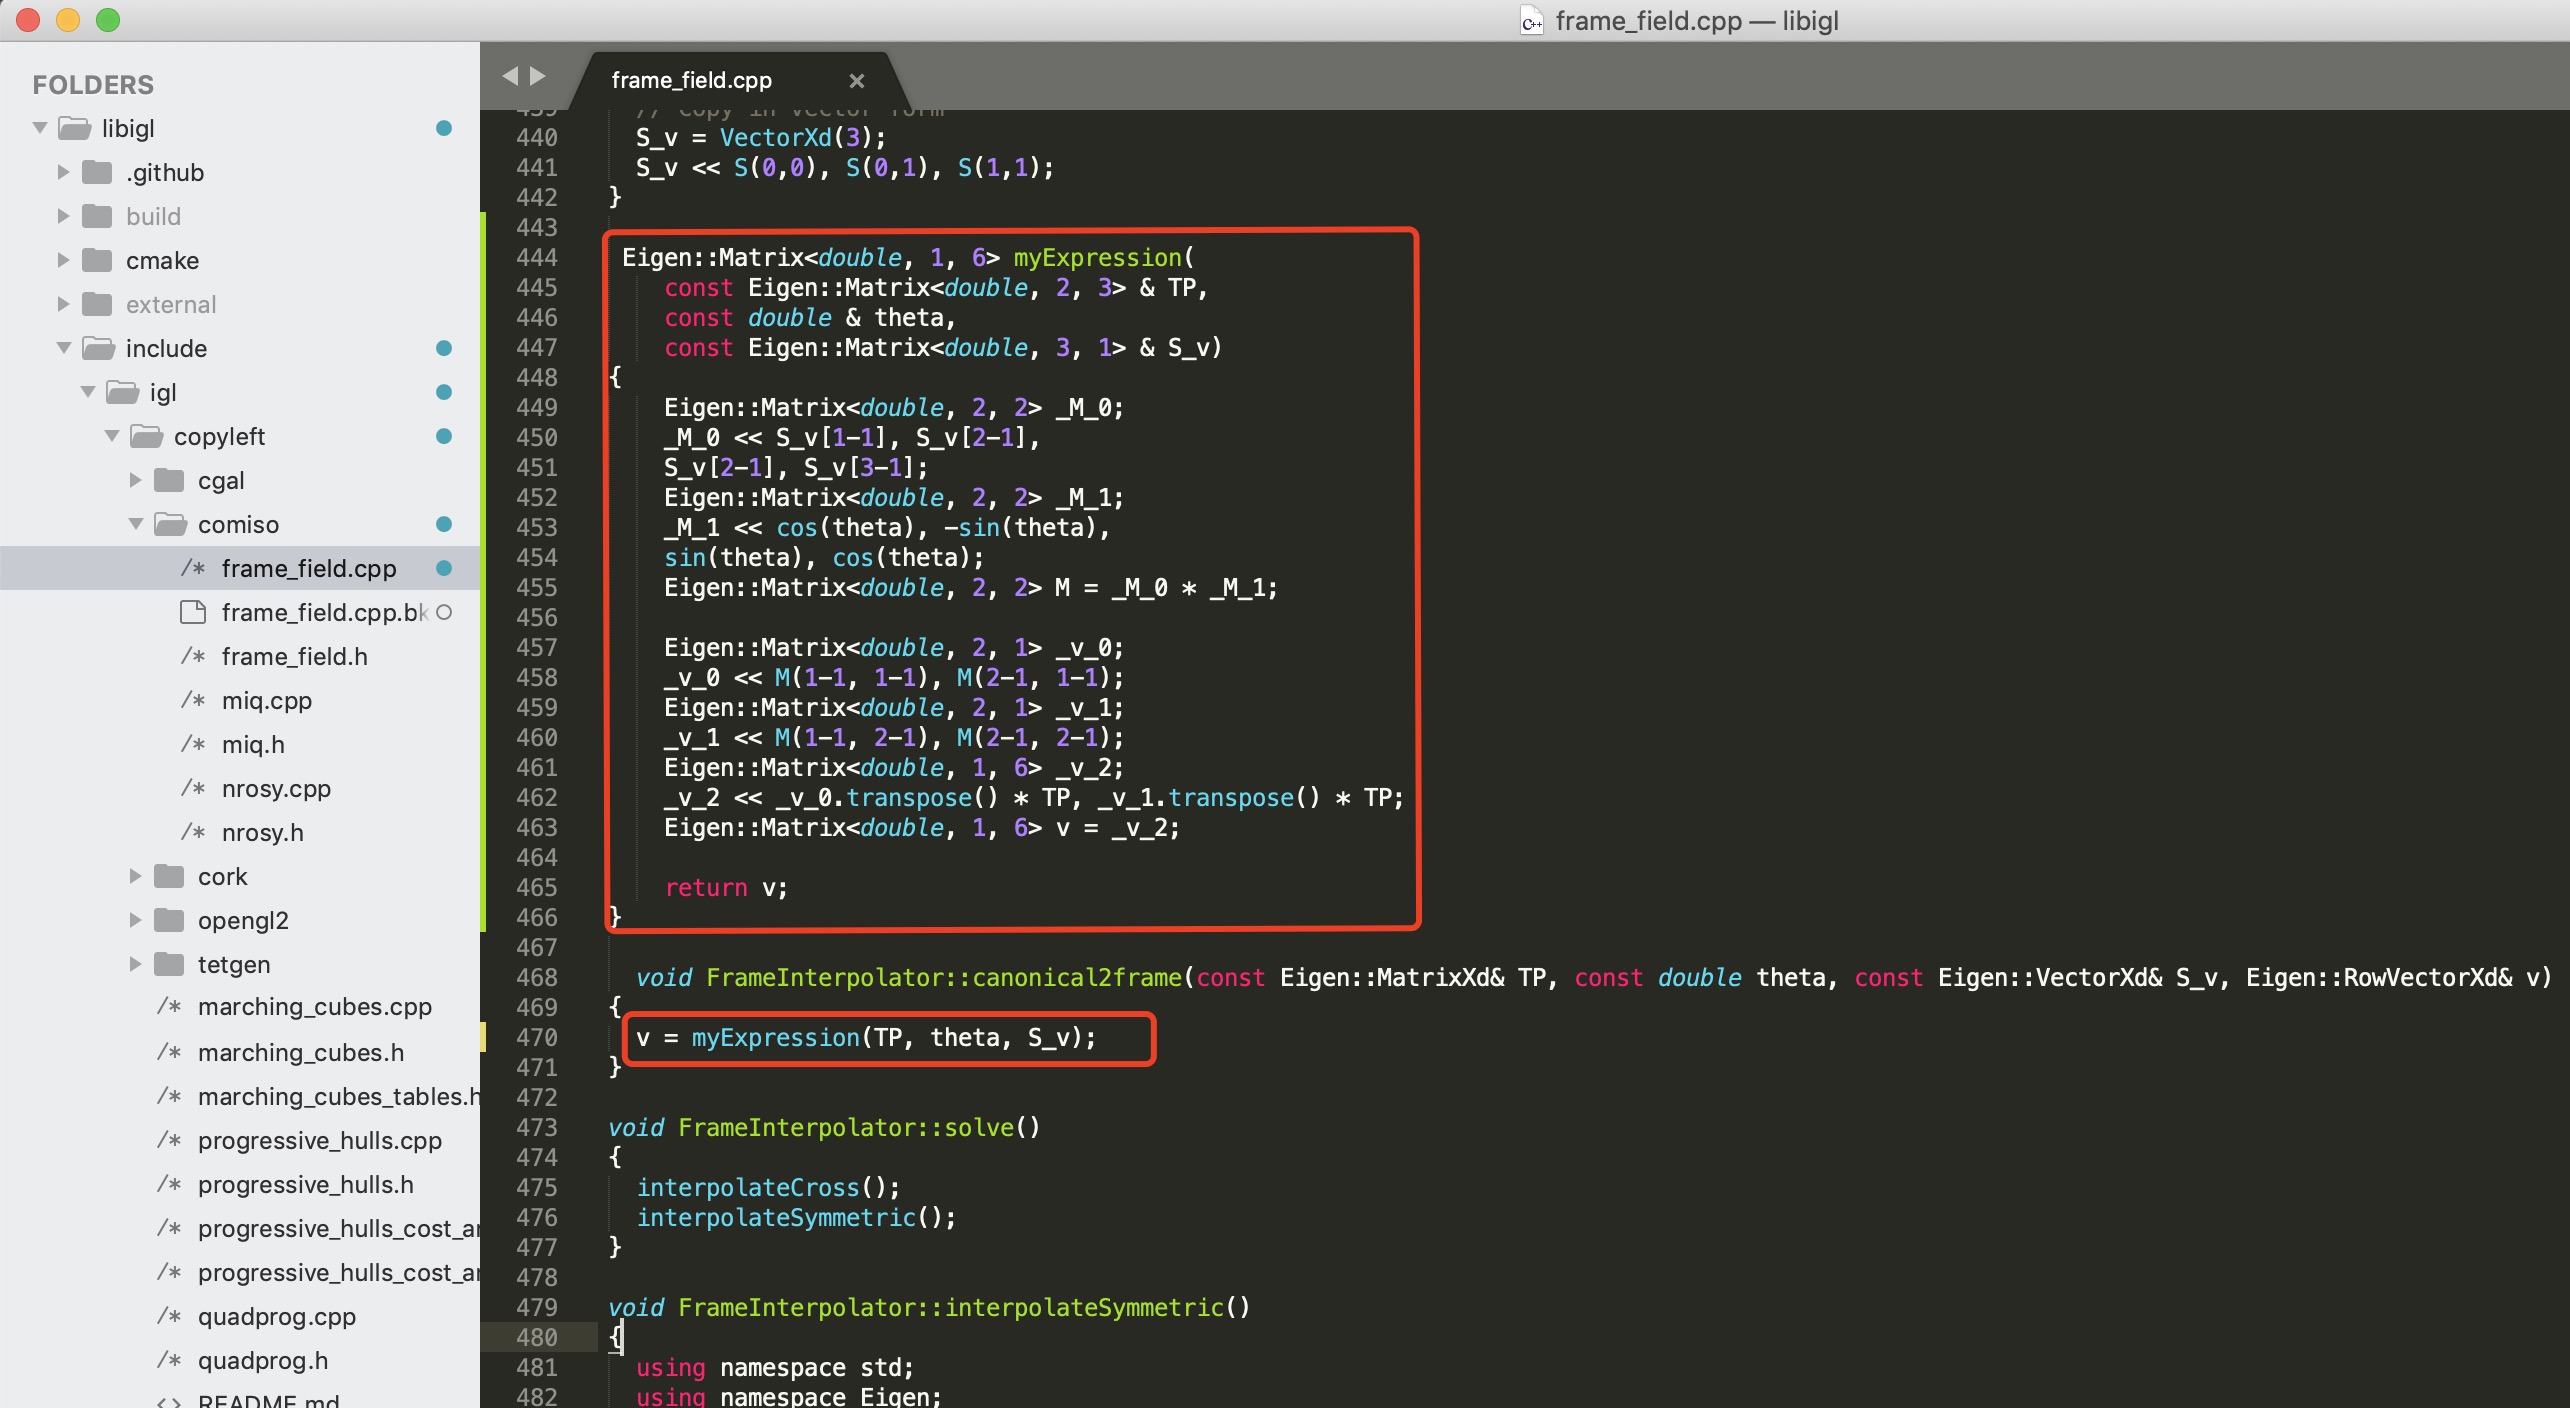 frame_field.cpp — libigl
FOLDERS
libigl
.github
build
cmake
external
include
igl
copyleft
cgal
comiso
/* frame_field.cpp
frame_field.cpp.bk
/* frame_field.h
/* miq.cpp
/* miq.h
/* nrosy.cpp
/* nrosy.h
cork
opengl2
tetgen
/* marching_cubes.cpp
/* marching_cubes.h
/* marching_cubes_tables.h
/* progressive_hulls.cpp
/* progressive_hulls.h
/* progressive_hulls_cost_a
/* progressive_hulls_cost_a
/* quadprog.cpp
/* quadprog.h
<> README.md
frame_field.cpp ×
439 // Copy in vector form
440 S_v = VectorXd(3);
441 S_v << S(0,0), S(0,1), S(1,1);
442 }
443
444 Eigen::Matrix<double, 1, 6> myExpression(
445 const Eigen::Matrix<double, 2, 3> & TP,
446 const double & theta,
447 const Eigen::Matrix<double, 3, 1> & S_v)
448 {
449 Eigen::Matrix<double, 2, 2> _M_0;
450 _M_0 << S_v[1-1], S_v[2-1],
451 S_v[2-1], S_v[3-1];
452 Eigen::Matrix<double, 2, 2> _M_1;
453 _M_1 << cos(theta), -sin(theta),
454 sin(theta), cos(theta);
455 Eigen::Matrix<double, 2, 2> M = _M_0 * _M_1;
456
457 Eigen::Matrix<double, 2, 1> _v_0;
458 _v_0 << M(1-1, 1-1), M(2-1, 1-1);
459 Eigen::Matrix<double, 2, 1> _v_1;
460 _v_1 << M(1-1, 2-1), M(2-1, 2-1);
461 Eigen::Matrix<double, 1, 6> _v_2;
462 _v_2 << _v_0.transpose() * TP, _v_1.transpose() * TP;
463 Eigen::Matrix<double, 1, 6> v = _v_2;
464
465 return v;
466 }
467
468 void FrameInterpolator::canonical2frame(const Eigen::MatrixXd& TP, const double theta, const Eigen::VectorXd& S_v, Eigen::RowVectorXd& v)
469 {
470 v = myExpression(TP, theta, S_v);
471 }
472
473 void FrameInterpolator::solve()
474 {
475 interpolateCross();
476 interpolateSymmetric();
477 }
478
479 void FrameInterpolator::interpolateSymmetric()
480 {
481 using namespace std;
482 using namespace Eigen;